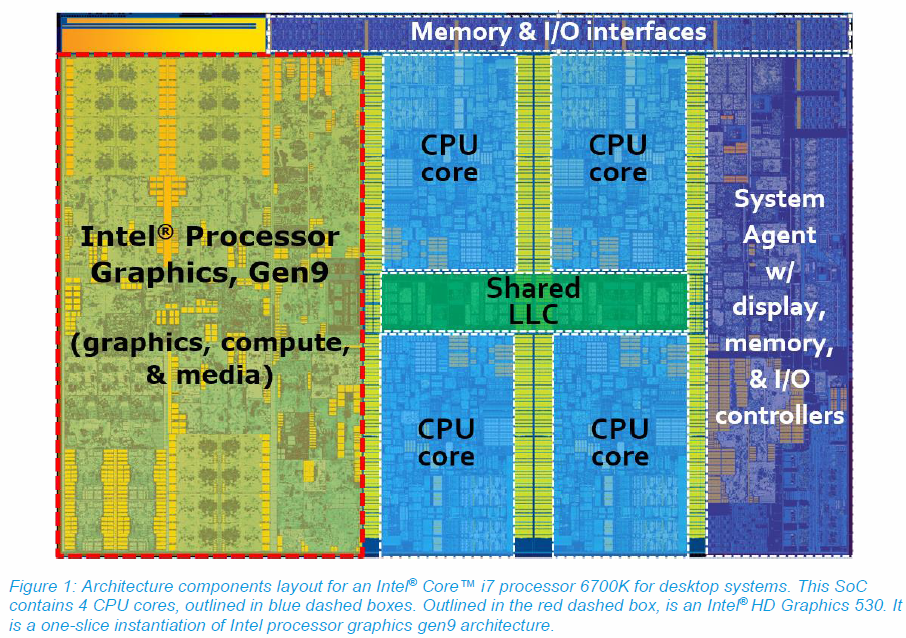 Memory & I/O interfaces
Intel® Processor
Graphics, Gen9
(graphics, compute,
& media)
CPU
core
CPU
core
Shared
LLC
CPU
core
CPU
core
System
Agent
w/
display,
memory,
& I/O
controllers
Figure 1: Architecture components layout for an Intel® Core™ i7 processor 6700K for desktop systems. This SoC
contains 4 CPU cores, outlined in blue dashed boxes. Outlined in the red dashed box, is an Intel® HD Graphics 530. It
is a one-slice instantiation of Intel processor graphics gen9 architecture.